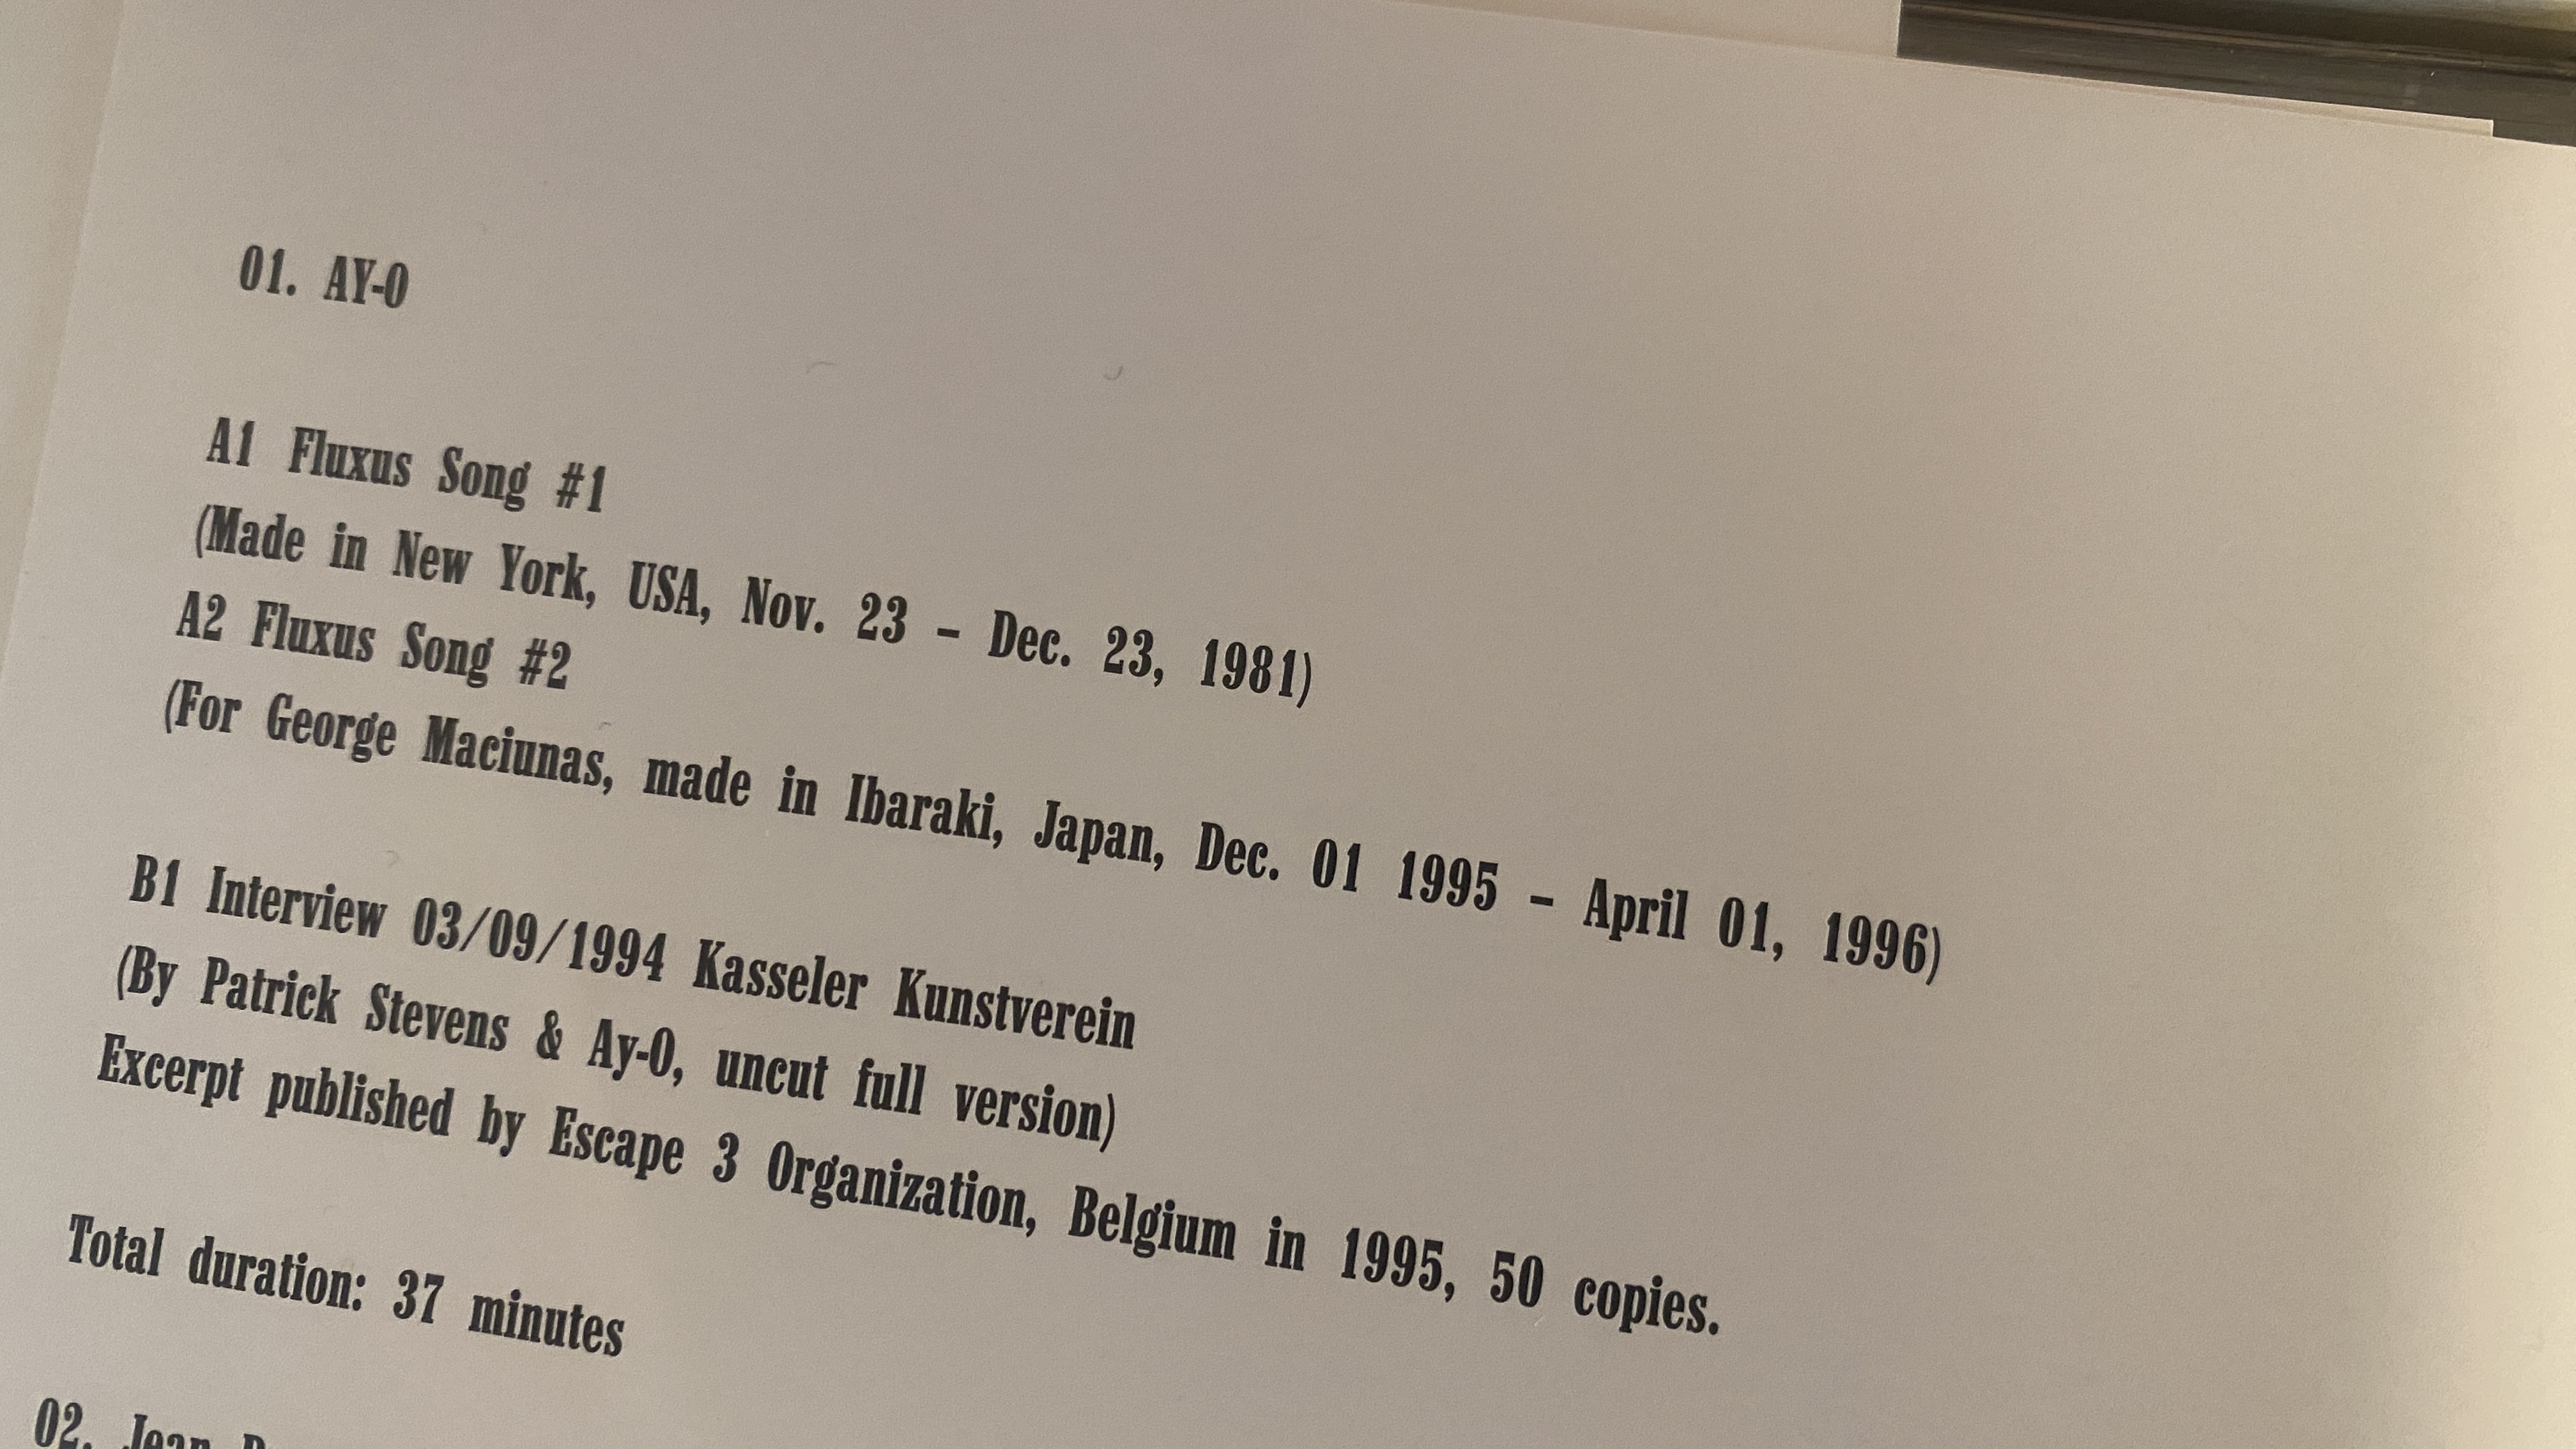 01. AY-O
A1 Fluxus Song #1
(Made in New York, USA, Nov. 23 – Dec. 23, 1981)
A2 Fluxus Song #2
(For George Maciunas, made in Ibaraki, Japan, Dec. 01 1995 – April 01, 1996)
B1 Interview 03/09/1994 Kasseler Kunstverein
(By Patrick Stevens & Ay-O, uncut full version)
Excerpt published by Escape 3 Organization, Belgium in 1995, 50 copies.
Total duration: 37 minutes
02. Jean